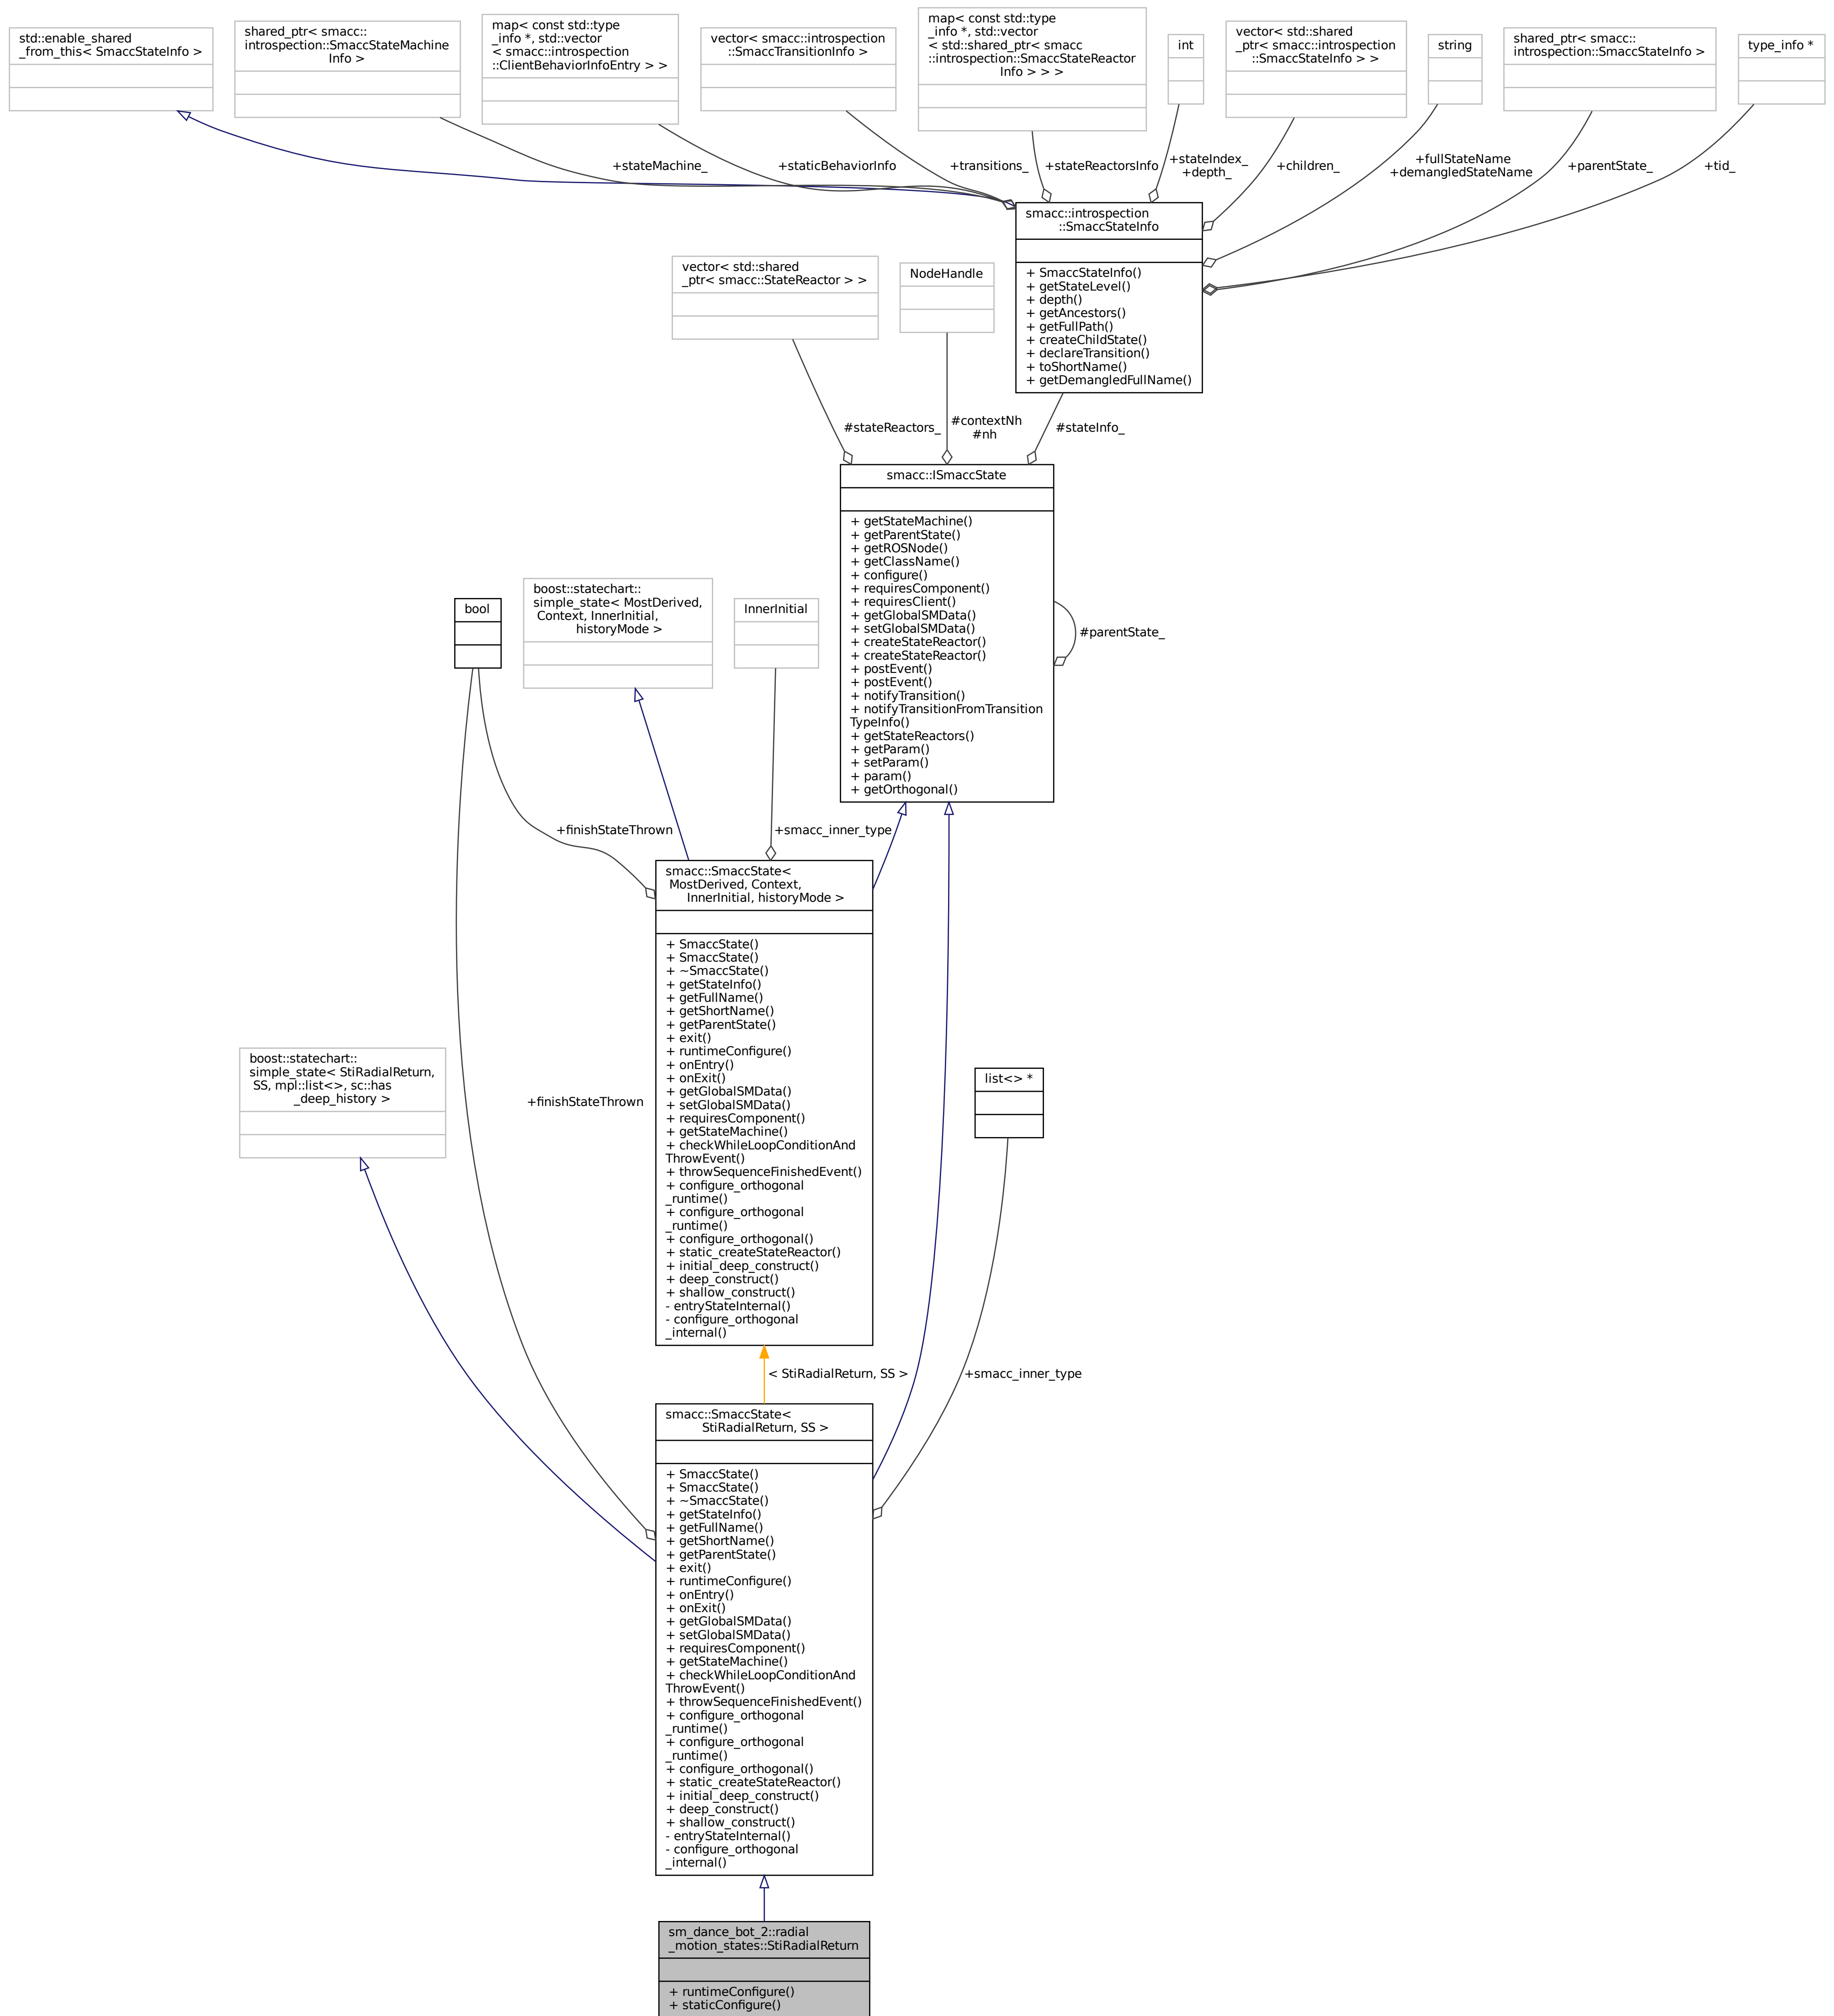 std::enable_shared
_from_this< SmaccStateInfo >
shared_ptr< smacc::
introspection::SmaccStateMachine
Info >
map< const std::type
_info *, std::vector
< smacc::introspection
::ClientBehaviorInfoEntry > >
vector< smacc::introspection
::SmaccTransitionInfo >
map< const std::type
_info *, std::vector
< std::shared_ptr< smacc
::introspection::SmaccStateReactor
Info > > >
int
vector< std::shared
_ptr< smacc::introspection
::SmaccStateInfo > >
string
shared_ptr< smacc::
introspection::SmaccStateInfo >
type_info *
+stateMachine_
+staticBehaviorInfo
+transitions_
+stateReactorsInfo
+stateIndex_
+depth_
+children_
+fullStateName
+demangledStateName
+parentState_
+tid_
smacc::introspection
::SmaccStateInfo
+ SmaccStateInfo()
+ getStateLevel()
+ depth()
+ getAncestors()
+ getFullPath()
+ createChildState()
+ declareTransition()
+ toShortName()
+ getDemangledFullName()
vector< std::shared
_ptr< smacc::StateReactor > >
NodeHandle
#stateReactors_
#contextNh
#nh
#stateInfo_
smacc::ISmaccState
+ getStateMachine()
+ getParentState()
+ getROSNode()
+ getClassName()
+ configure()
+ requiresComponent()
+ requiresClient()
+ getGlobalSMData()
+ setGlobalSMData()
+ createStateReactor()
+ createStateReactor()
+ postEvent()
+ postEvent()
+ notifyTransition()
+ notifyTransitionFromTransition
TypeInfo()
+ getStateReactors()
+ getParam()
+ setParam()
+ param()
+ getOrthogonal()
#parentState_
bool
boost::statechart::
simple_state< MostDerived,
Context, InnerInitial,
historyMode >
InnerInitial
+finishStateThrown
+smacc_inner_type
smacc::SmaccState<
MostDerived, Context,
InnerInitial, historyMode >
+ SmaccState()
+ SmaccState()
+ ~SmaccState()
+ getStateInfo()
+ getFullName()
+ getShortName()
+ getParentState()
+ exit()
+ runtimeConfigure()
+ onEntry()
+ onExit()
+ getGlobalSMData()
+ setGlobalSMData()
+ requiresComponent()
+ getStateMachine()
+ checkWhileLoopConditionAnd
ThrowEvent()
+ throwSequenceFinishedEvent()
+ configure_orthogonal
_runtime()
+ configure_orthogonal
_runtime()
+ configure_orthogonal()
+ static_createStateReactor()
+ initial_deep_construct()
+ deep_construct()
+ shallow_construct()
- entryStateInternal()
- configure_orthogonal
_internal()
boost::statechart::
simple_state< StiRadialReturn,
SS, mpl::list<>, sc::has
_deep_history >
+finishStateThrown
list<> *
< StiRadialReturn, SS >
+smacc_inner_type
smacc::SmaccState<
StiRadialReturn, SS >
+ SmaccState()
+ SmaccState()
+ ~SmaccState()
+ getStateInfo()
+ getFullName()
+ getShortName()
+ getParentState()
+ exit()
+ runtimeConfigure()
+ onEntry()
+ onExit()
+ getGlobalSMData()
+ setGlobalSMData()
+ requiresComponent()
+ getStateMachine()
+ checkWhileLoopConditionAnd
ThrowEvent()
+ throwSequenceFinishedEvent()
+ configure_orthogonal
_runtime()
+ configure_orthogonal
_runtime()
+ configure_orthogonal()
+ static_createStateReactor()
+ initial_deep_construct()
+ deep_construct()
+ shallow_construct()
- entryStateInternal()
- configure_orthogonal
_internal()
sm_dance_bot_2::radial
_motion_states::StiRadialReturn
+ runtimeConfigure()
+ staticConfigure()